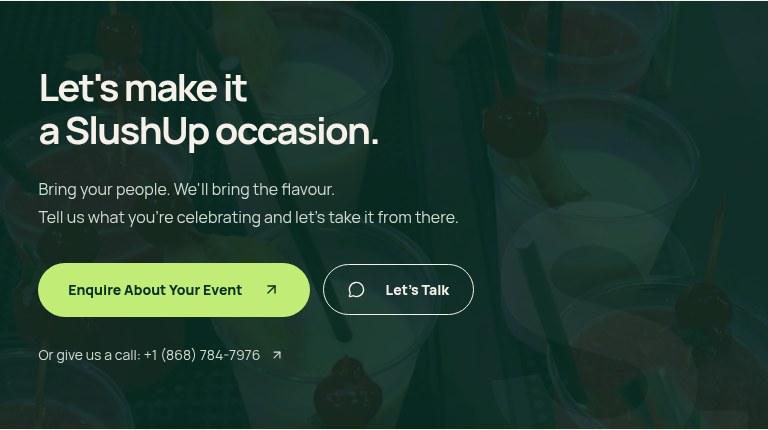 Let's make it
a SlushUp occasion.
Bring your people. We'll bring the flavour.
Tell us what you're celebrating and let's take it from there.
Enquire About Your Event
Let's Talk
Or give us a call: +1 (868) 784-7976